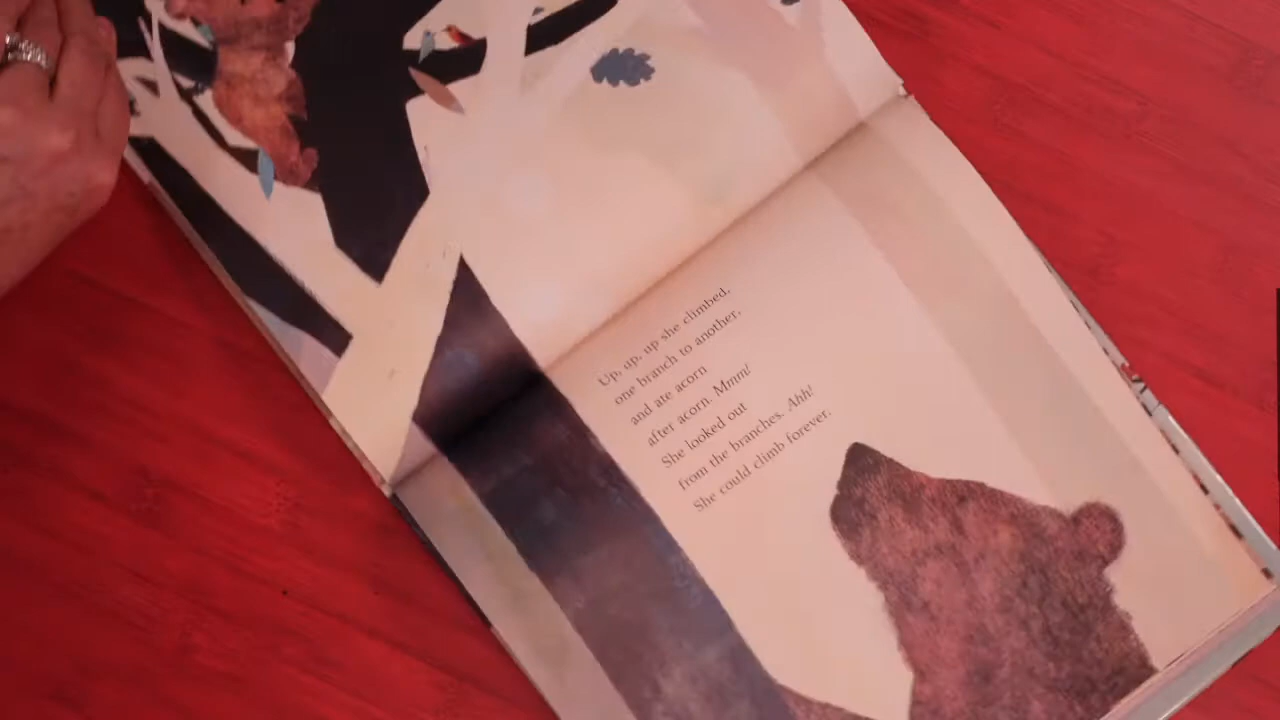 Up, up, up she climbed,
one branch to another,
and ate acorn
after acorn. Mmm!
She looked out
from the branches. Ahh!
She could climb forever.